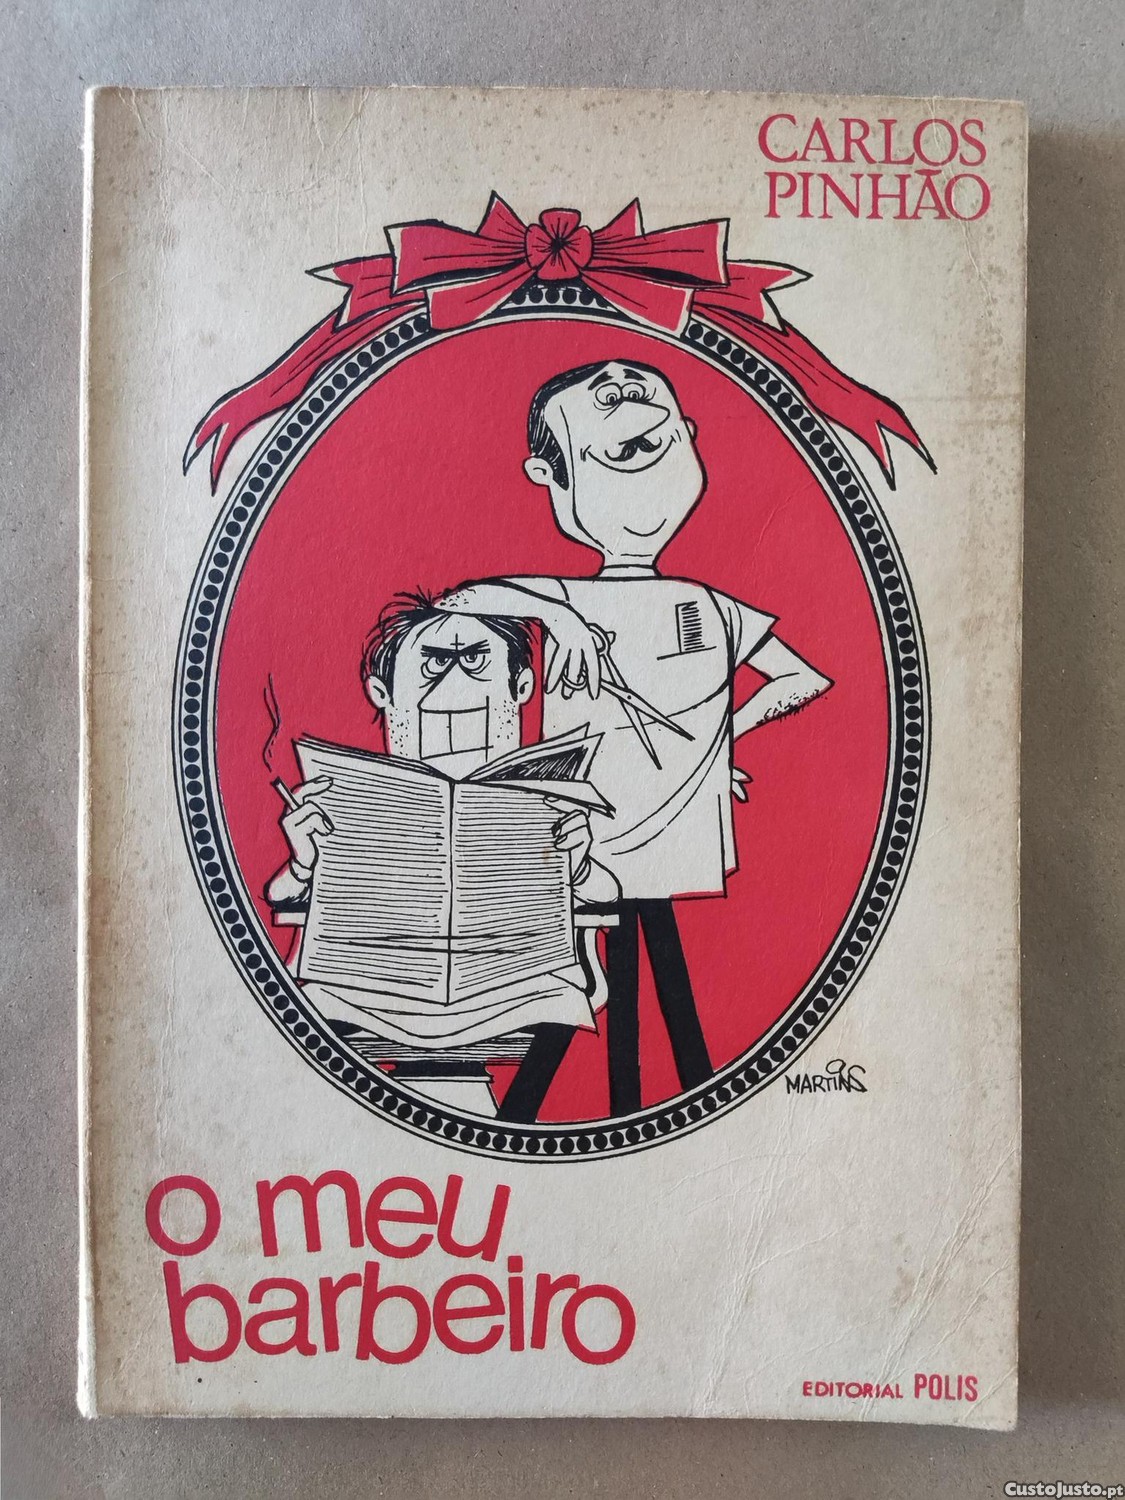 CARLOS
PINHÃO
MARTINS
o meu
barbeiro
EDITORIAL POLIS
CustoJusto.pt